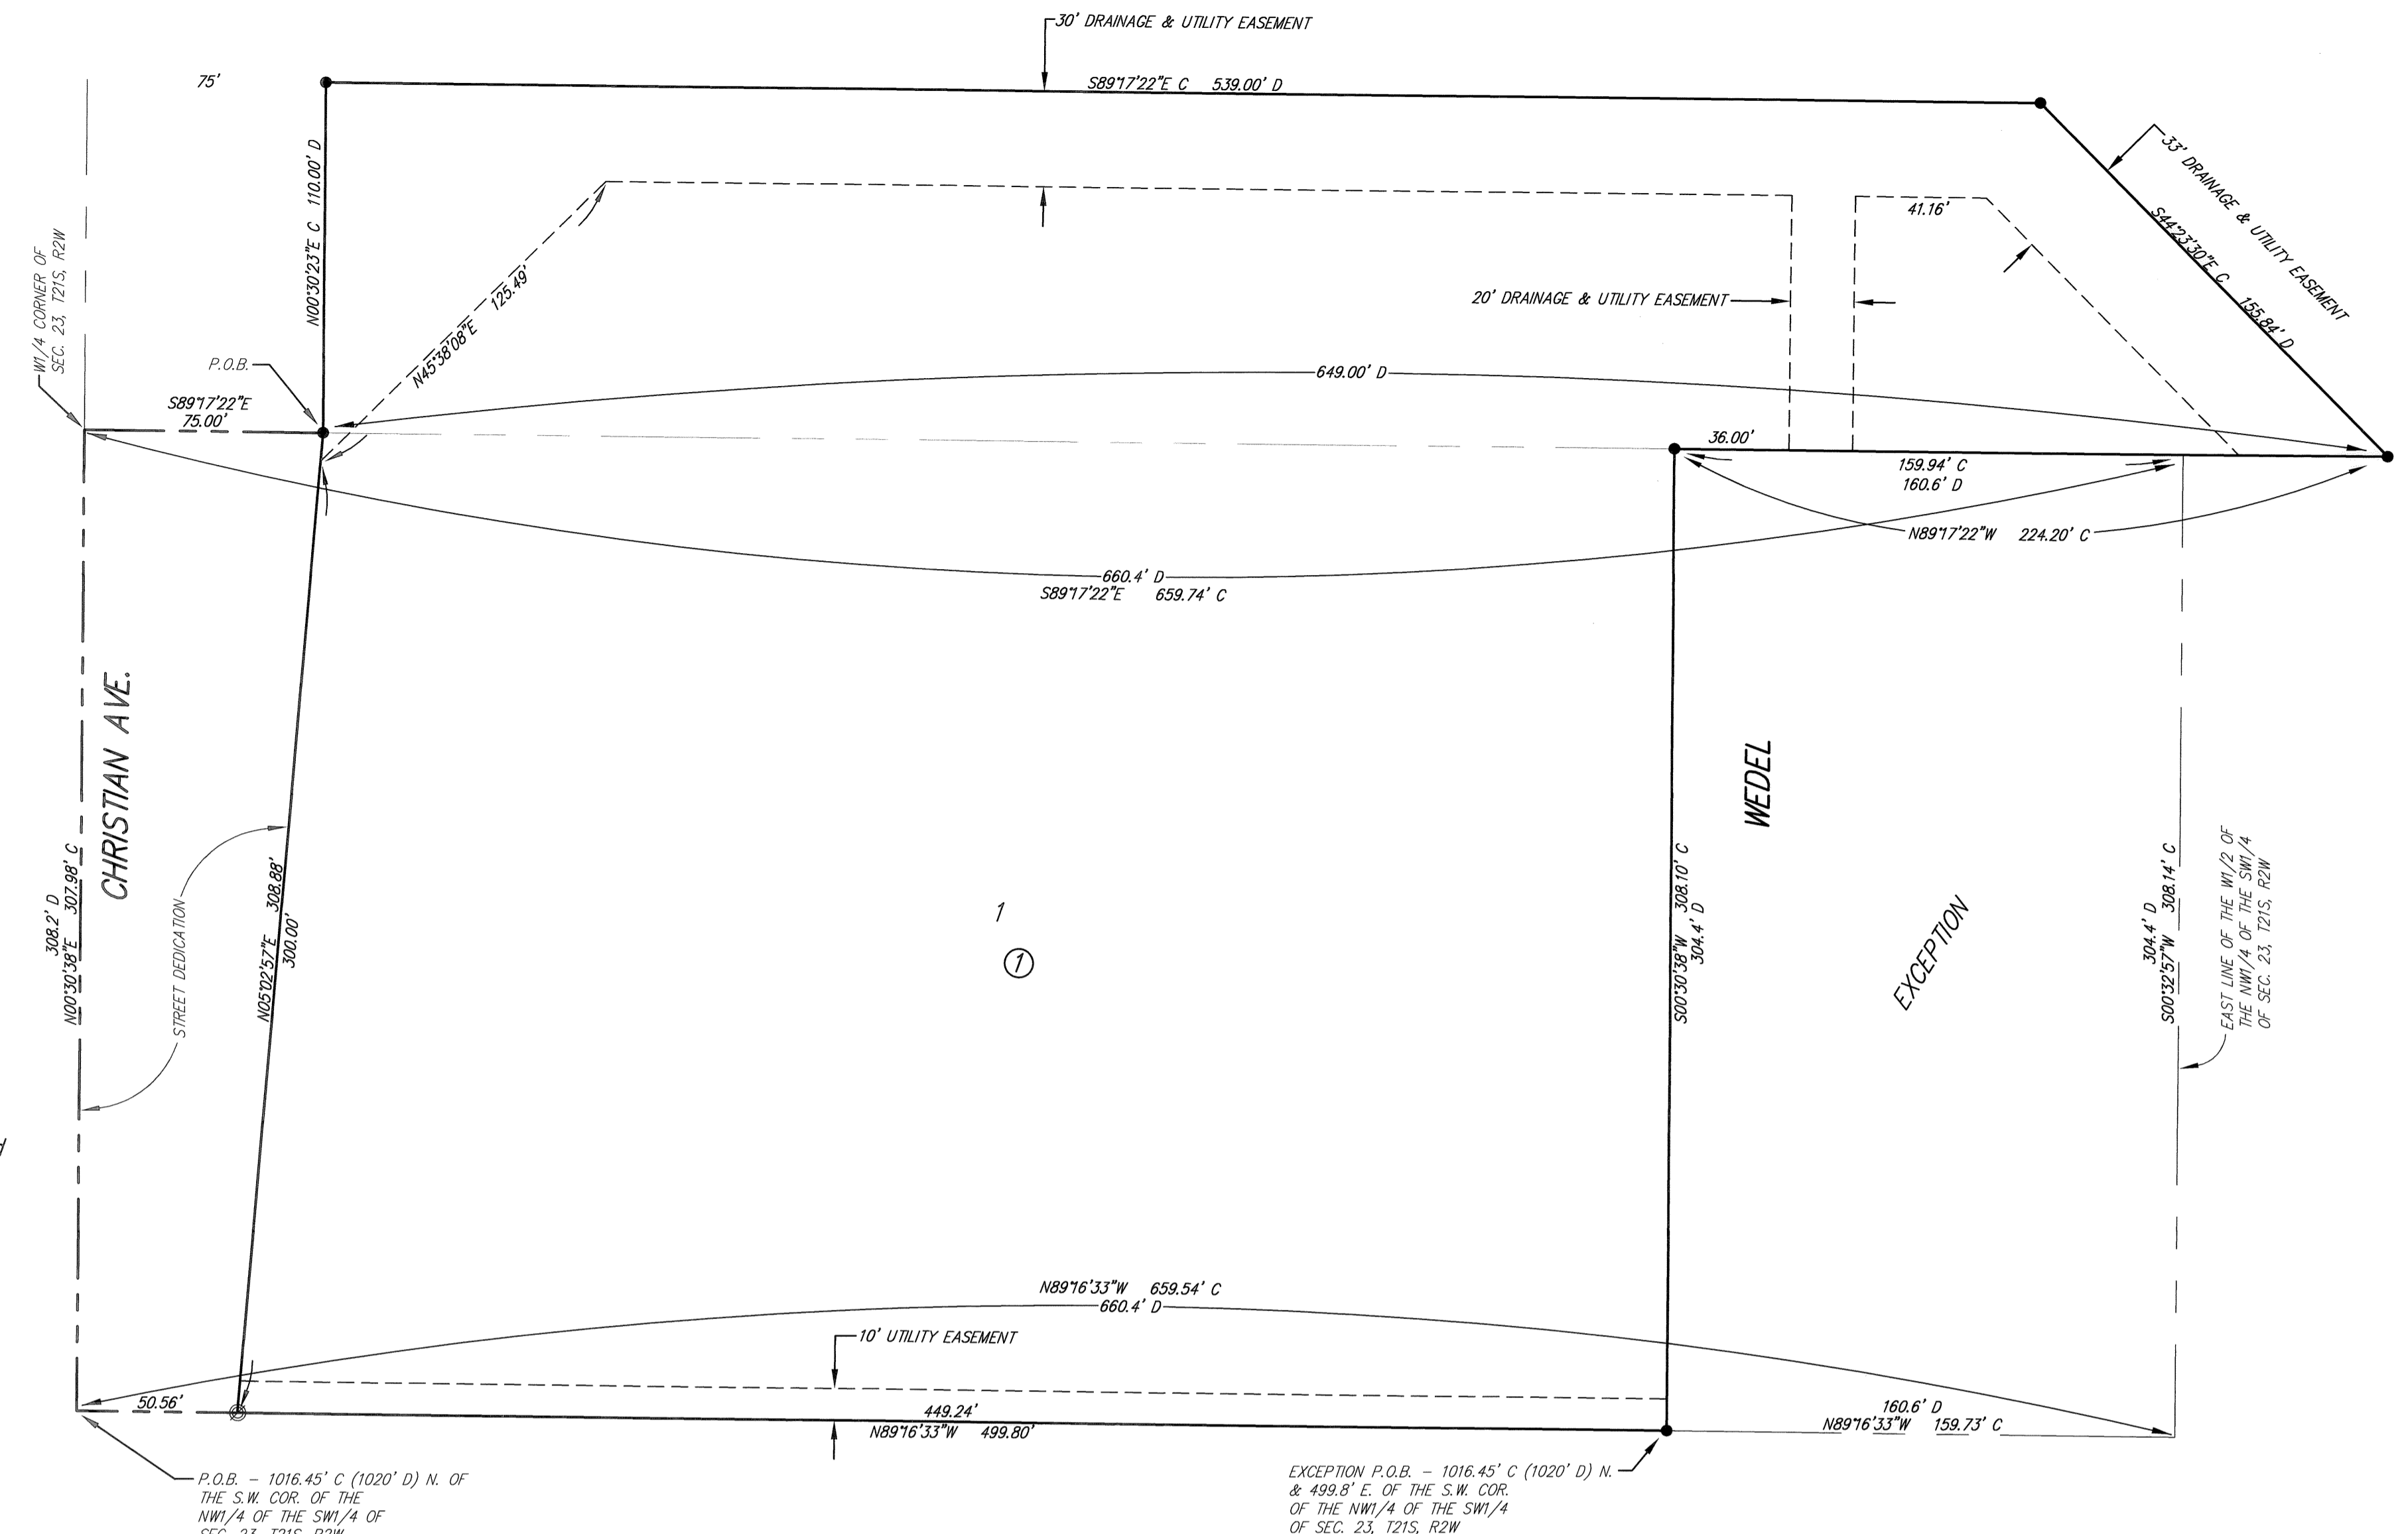 30' DRAINAGE & UTILITY EASEMENT
75'
S89°17'22"E C 539.00' D
N00°30'23"E C 110.00' D
33' DRAINAGE & UTILITY EASEMENT
S44°23'30"E C 155.84' D
41.16'
N45°38'08"E 125.49'
20' DRAINAGE & UTILITY EASEMENT
W1/4 CORNER OF
SEC. 23, T21S, R2W
P.O.B.
649.00' D
S89°17'22"E
75.00'
36.00'
159.94' C
160.6' D
N89°17'22"W 224.20' C
660.4' D
S89°17'22"E 659.74' C
CHRISTIAN AVE.
WEDEL
308.2' D
N00°30'38"E 307.98' C
STREET DEDICATION
N05°02'57"E 308.88'
300.00'
1
1
S00°30'38"W 308.10' C
304.4' D
EXCEPTION
304.4' D
S00°32'57"W 308.14' C
EAST LINE OF THE W1/2 OF
THE NW1/4 OF THE SW1/4
OF SEC. 23, T21S, R2W
N89°16'33"W 659.54' C
660.4' D
10' UTILITY EASEMENT
50.56'
449.24'
N89°16'33"W 499.80'
160.6' D
N89°16'33"W 159.73' C
P.O.B. - 1016.45' C (1020' D) N. OF
THE S.W. COR. OF THE
NW1/4 OF THE SW1/4 OF
SEC. 23, T21S, R2W
EXCEPTION P.O.B. - 1016.45' C (1020' D) N.
& 499.8' E. OF THE S.W. COR.
OF THE NW1/4 OF THE SW1/4
OF SEC. 23, T21S, R2W